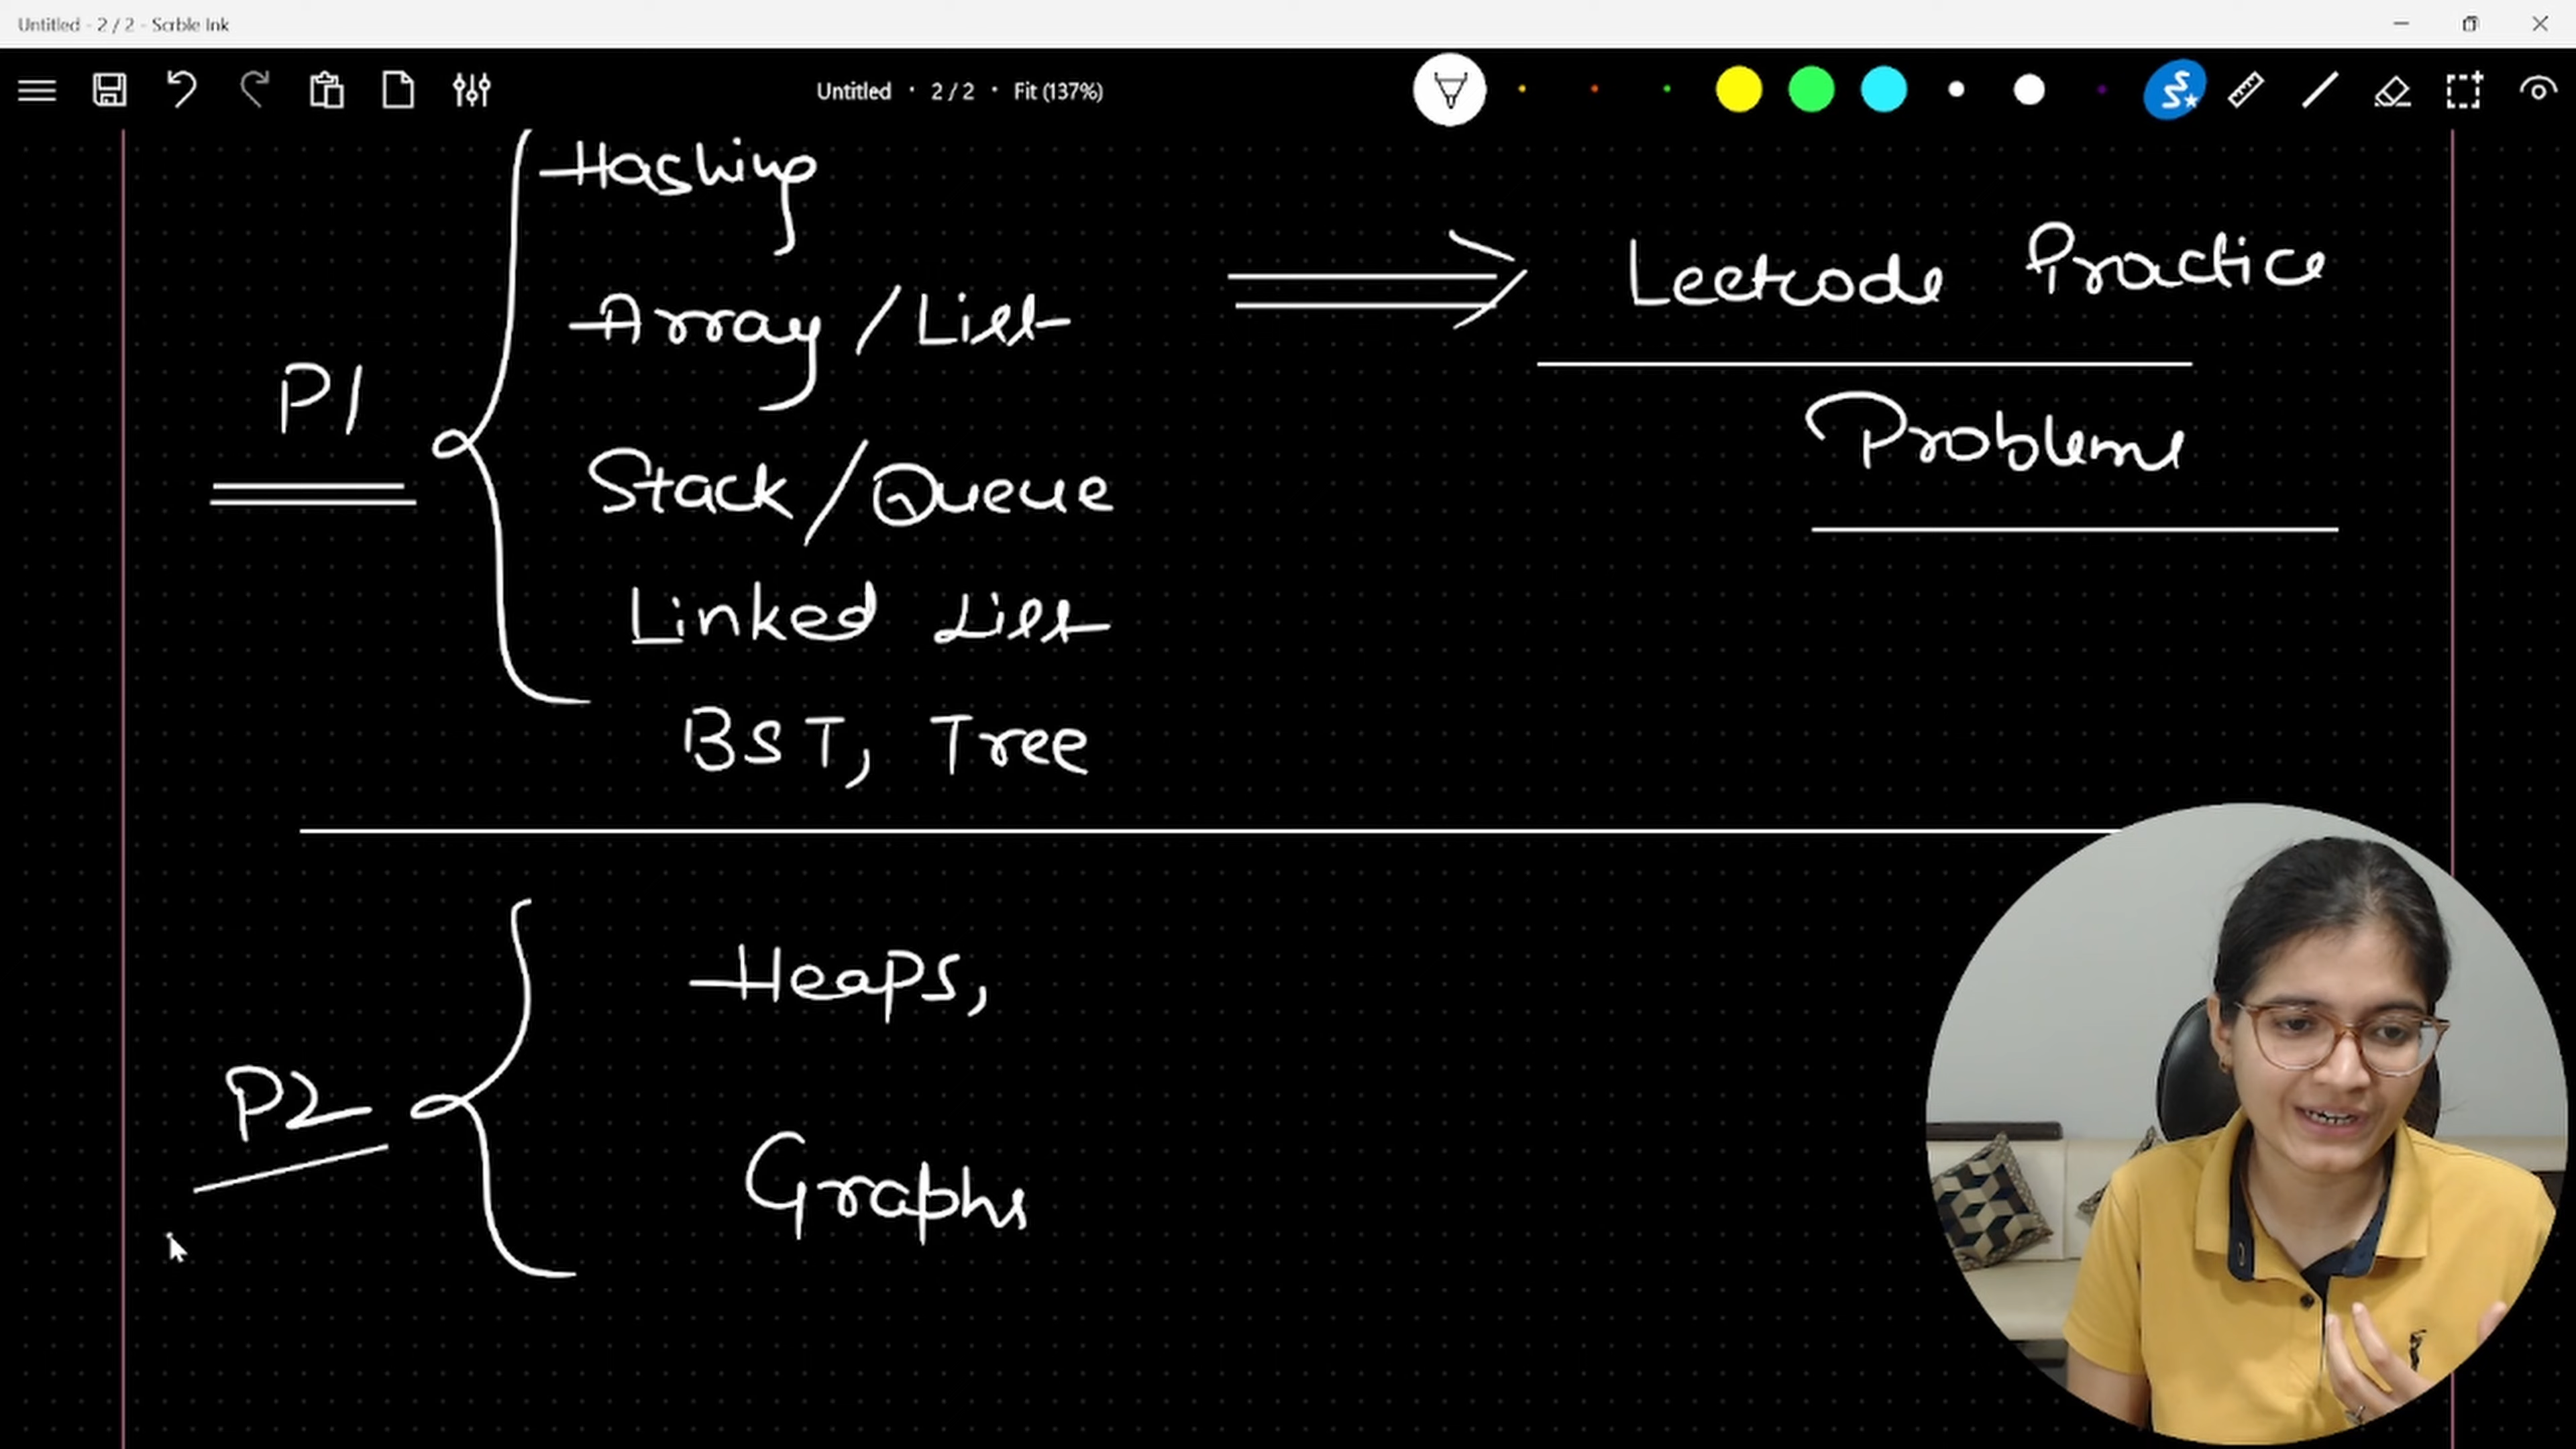 Untitled - 2 / 2 - Scrble Ink
Untitled • 2 / 2 • Fit (137%)
Hashing
Array / List
Stack / Queue
Linked List
BST, Tree
P1
Leetcode Practice
Problems
P2
Heaps,
Graphs